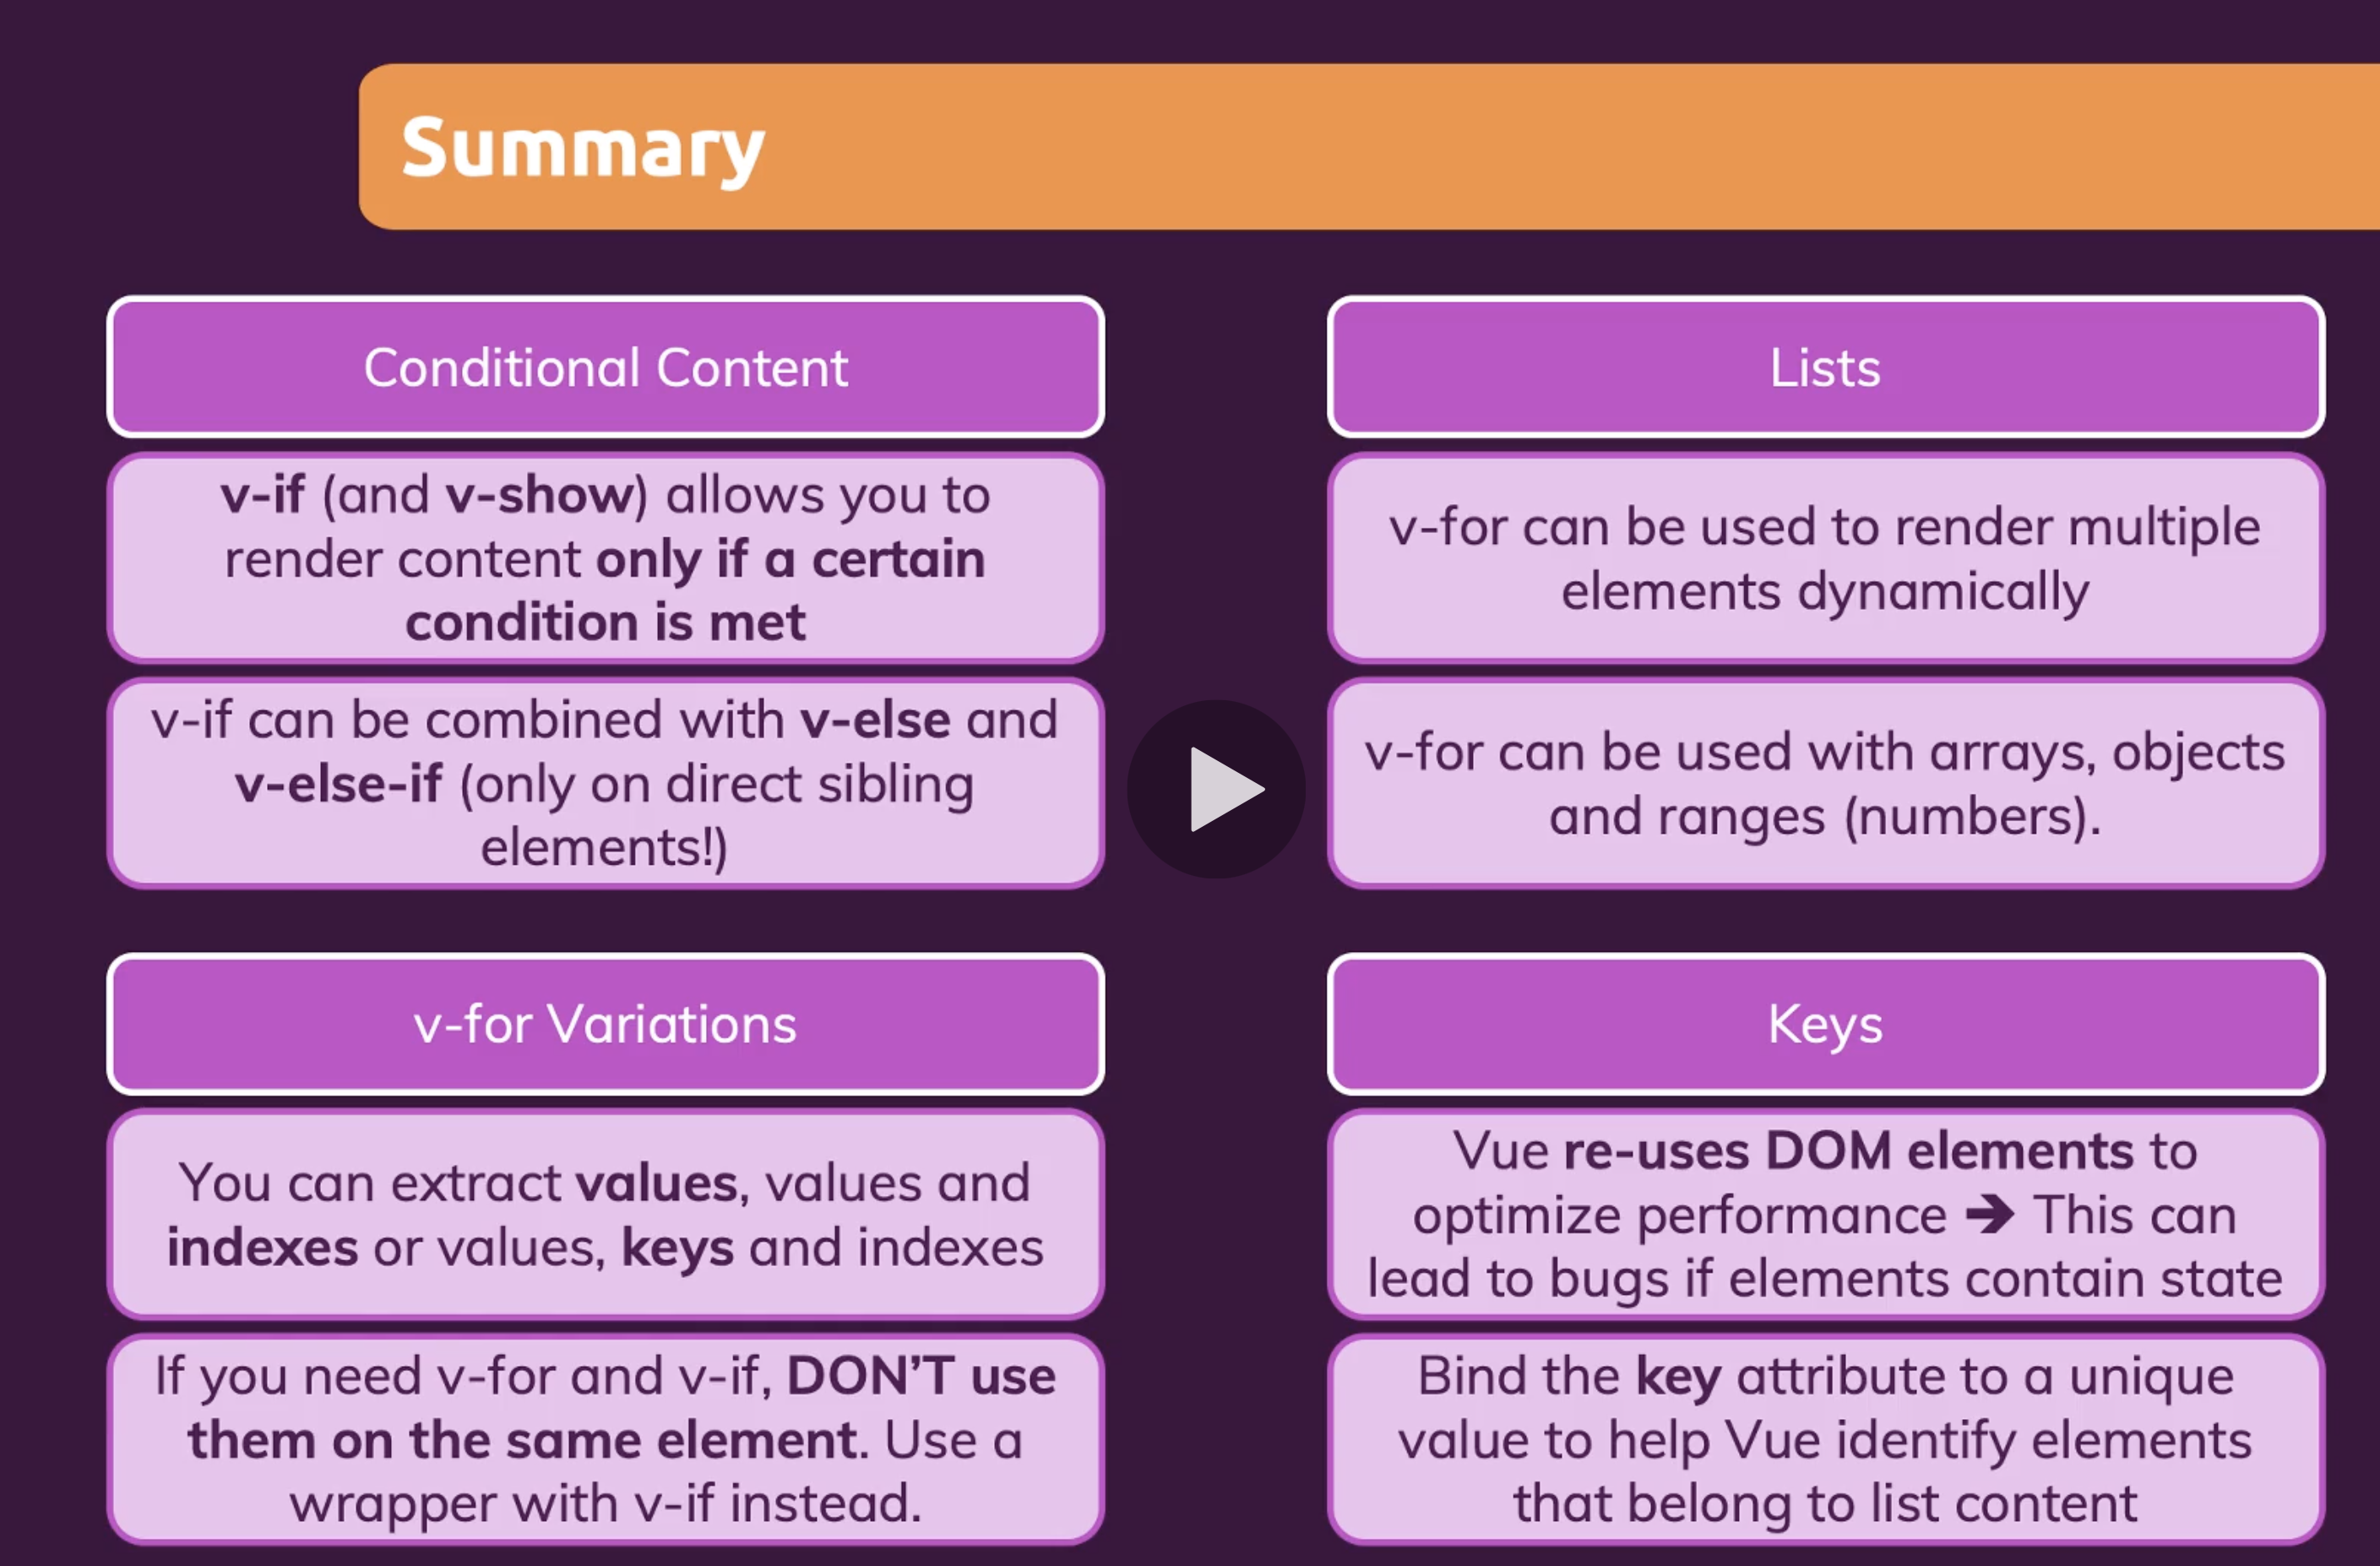 Summary
Conditional Content
v-if (and v-show) allows you to
render content only if a certain
condition is met
v-if can be combined with v-else and
v-else-if (only on direct sibling
elements!)
Lists
v-for can be used to render multiple
elements dynamically
v-for can be used with arrays, objects
and ranges (numbers).
v-for Variations
You can extract values, values and
indexes or values, keys and indexes
If you need v-for and v-if, DON’T use
them on the same element. Use a
wrapper with v-if instead.
Keys
Vue re-uses DOM elements to
optimize performance ➔ This can
lead to bugs if elements contain state
Bind the key attribute to a unique
value to help Vue identify elements
that belong to list content